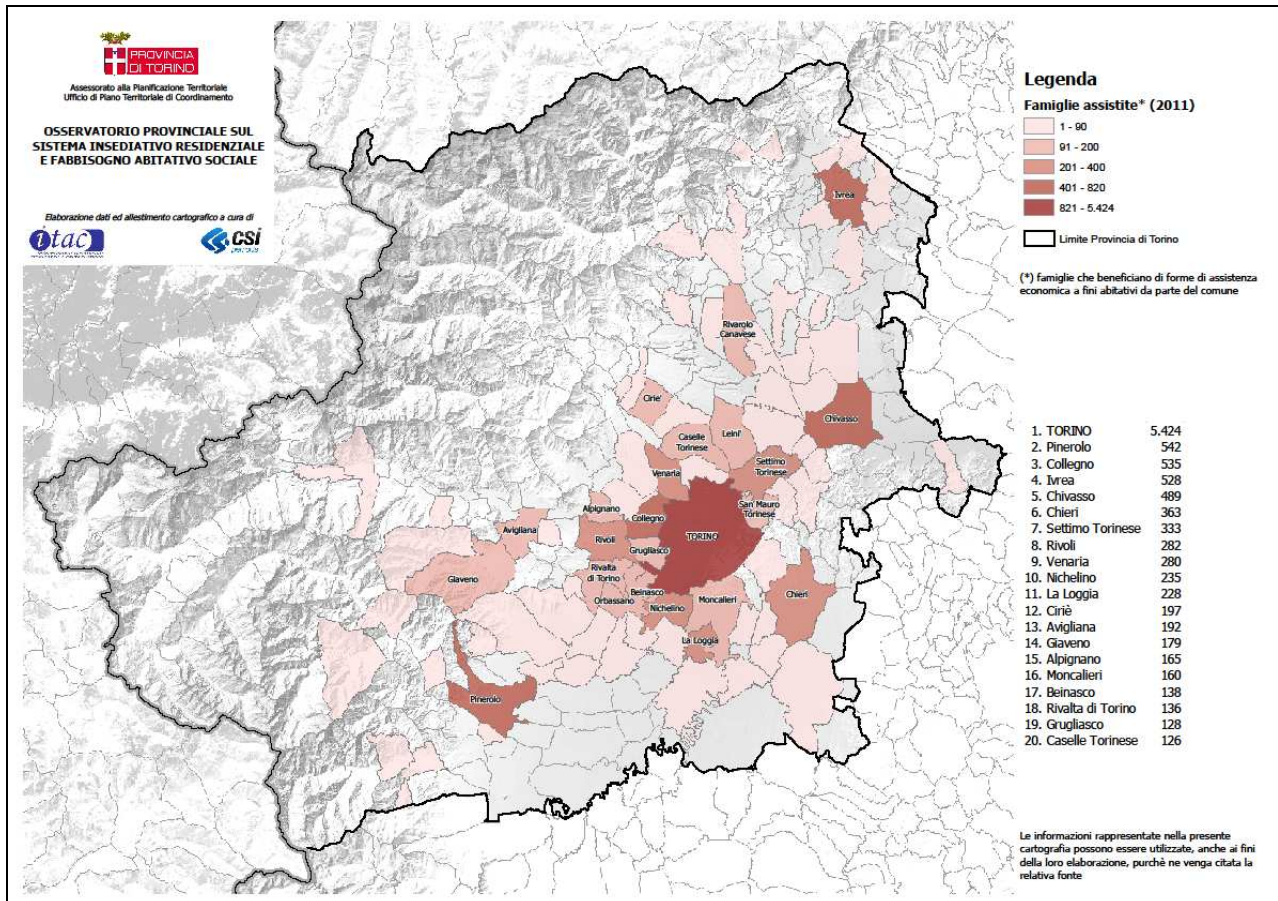 PROVINCIA
DI TORINO
Assessorato alla Pianificazione Territoriale
Ufficio di Piano Territoriale di Coordinamento
OSSERVATORIO PROVINCIALE SUL
SISTEMA INSEDIATIVO RESIDENZIALE
E FABBISOGNO ABITATIVO SOCIALE
Elaborazione dati ed allestimento cartografico a cura di
itac
CSI
Legenda
Famiglie assistite* (2011)
1 - 90
91 - 200
201 - 400
401 - 820
821 - 5.424
Limite Provincia di Torino
(*) famiglie che beneficiano di forme di assistenza
economica a fini abitativi da parte del comune
Ivrea
Rivarolo
Canavese
Cirie'
Chivasso
Caselle
Torinese
Leini'
Venaria
Settimo
Torinese
Alpignano
San Mauro
Torinese
Collegno
Avigliana
Rivoli
TORINO
Grugliasco
Giaveno
Rivalta
di Torino
Beinasco
Orbassano
Nichelino
Moncalieri
Chieri
La Loggia
Pinerolo
1. TORINO 5.424
2. Pinerolo 542
3. Collegno 535
4. Ivrea 528
5. Chivasso 489
6. Chieri 363
7. Settimo Torinese 333
8. Rivoli 282
9. Venaria 280
10. Nichelino 235
11. La Loggia 228
12. Ciriè 197
13. Avigliana 192
14. Giaveno 179
15. Alpignano 165
16. Moncalieri 160
17. Beinasco 138
18. Rivalta di Torino 136
19. Grugliasco 128
20. Caselle Torinese 126
Le informazioni rappresentate nella presente
cartografia possono essere utilizzate, anche ai fini
della loro elaborazione, purchè ne venga citata la
relativa fonte